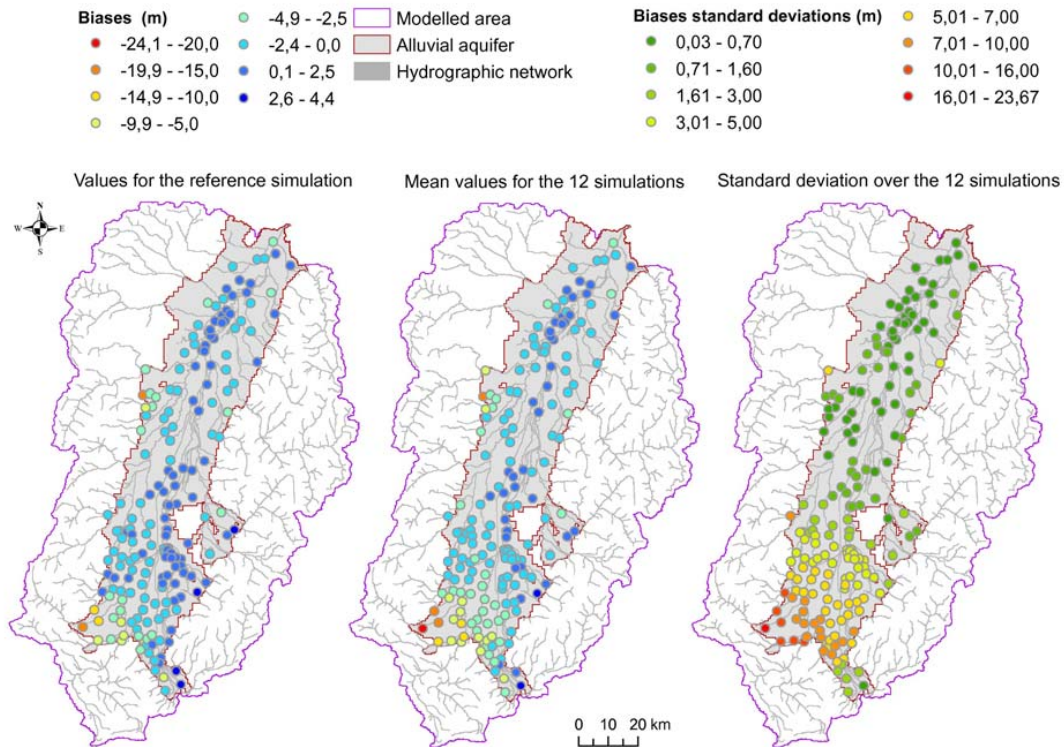 Biases (m)
-24,1 - -20,0
-19,9 - -15,0
-14,9 - -10,0
-9,9 - -5,0
-4,9 - -2,5
-2,4 - 0,0
0,1 - 2,5
2,6 - 4,4
Modelled area
Alluvial aquifer
Hydrographic network
Biases standard deviations (m)
0,03 - 0,70
0,71 - 1,60
1,61 - 3,00
3,01 - 5,00
5,01 - 7,00
7,01 - 10,00
10,01 - 16,00
16,01 - 23,67
Values for the reference simulation
Mean values for the 12 simulations
Standard deviation over the 12 simulations
N
W E
S
0 10 20 km